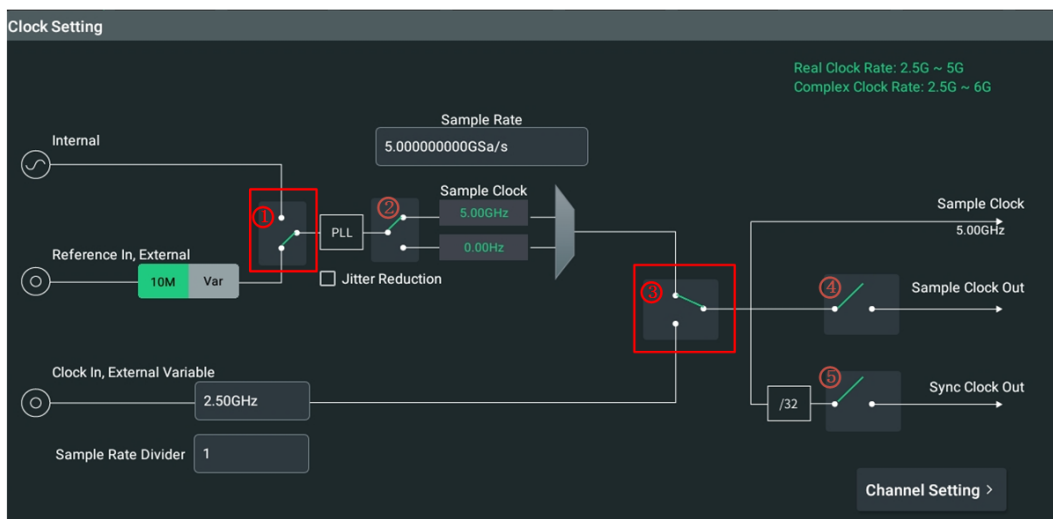 Clock Setting
Real Clock Rate: 2.5G ~ 5G
Complex Clock Rate: 2.5G ~ 6G
Sample Rate
5.000000000GSa/s
Internal
Sample Clock
① ② 5.00GHz
PLL
0.00Hz
Reference In, External
10M Var
Jitter Reduction
Sample Clock
5.00GHz
③ ④ Sample Clock Out
Clock In, External Variable
2.50GHz
⑤ Sync Clock Out
/32
Sample Rate Divider 1
Channel Setting >